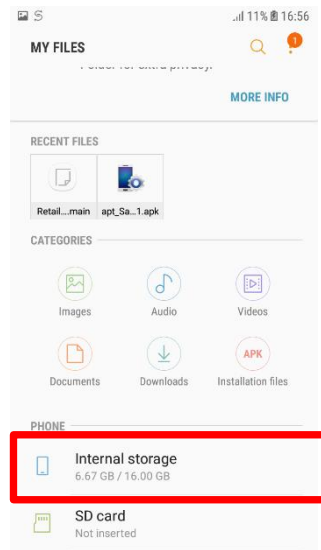 11% 16:56
MY FILES
1
MORE INFO
RECENT FILES
Retail....main apt_Sa...1.apk
CATEGORIES
Images Audio Videos
APK
Documents Downloads Installation files
PHONE
Internal storage
6.67 GB / 16.00 GB
SD card
Not inserted